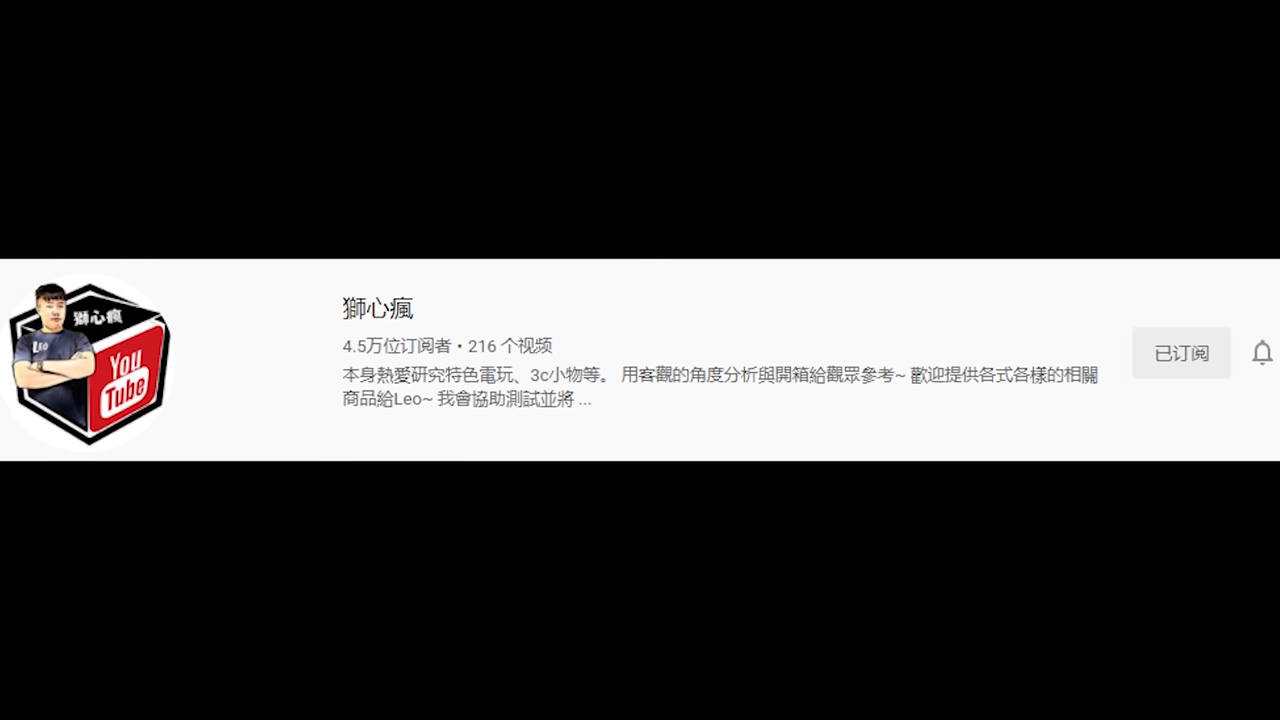 獅心瘋
LEO
You
Tube
獅心瘋
4.5万位订阅者•216 个视频
本身熱愛研究特色電玩、3c小物等。 用客觀的角度分析與開箱給觀眾參考~ 歡迎提供各式各樣的相關
商品給Leo~ 我會協助測試並將 ...
已订阅